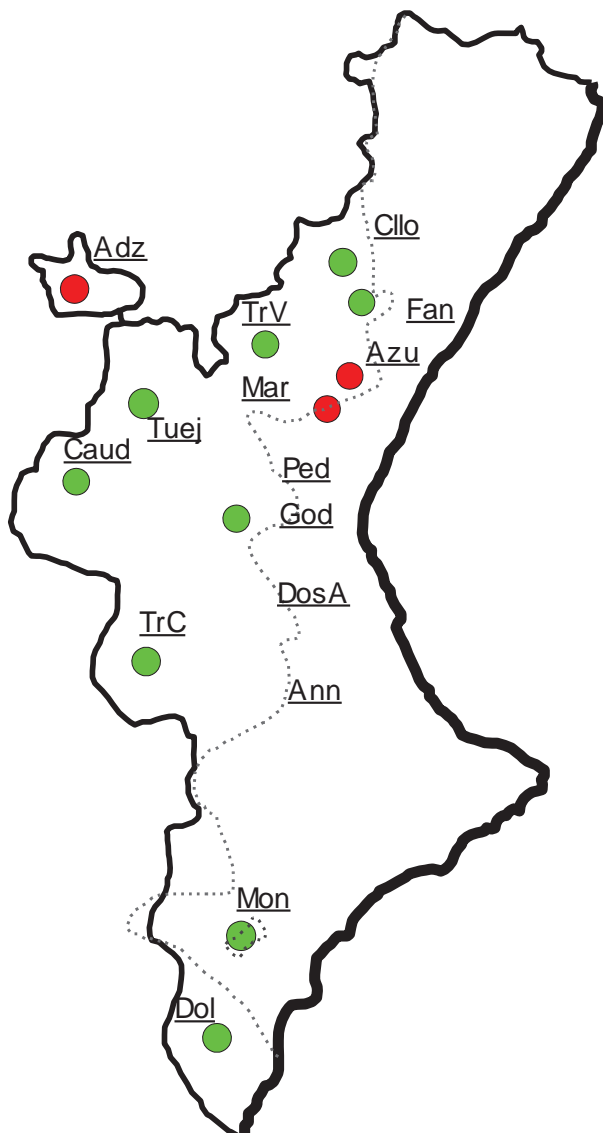 Cllo
Adz
Fan
TrV
Azu
Mar
Tuej
Caud
Ped
God
DosA
TrC
Ann
Mon
Dol